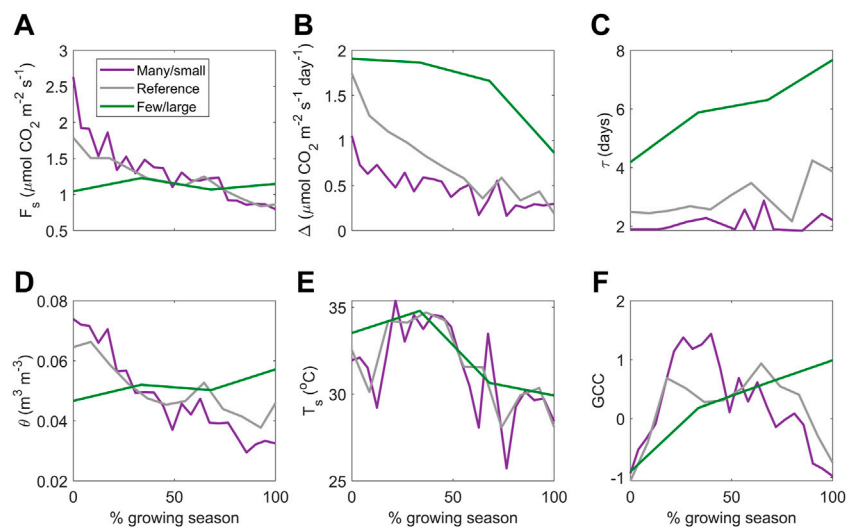 A
B
C
F_s (μmol CO_2 m^-2 s^-1)
3
2.5
2
1.5
1
0.5
Many/small
Reference
Few/large
Δ (μmol CO_2 m^-2 s^-1 day^-1)
2
1.5
1
0.5
0
τ (days)
8
6
4
2
D
E
F
θ (m^3 m^-3)
0.08
0.06
0.04
0.02
0 50 100
% growing season
T_s (°C)
35
30
25
0 50 100
% growing season
GCC
2
1
0
-1
0 50 100
% growing season